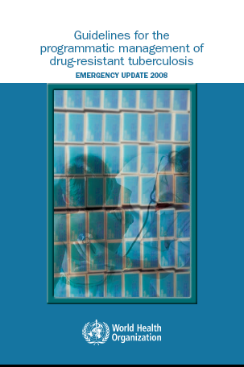 Guidelines for the
programmatic management of
drug-resistant tuberculosis
EMERGENCY UPDATE 2008
World Health
Organization